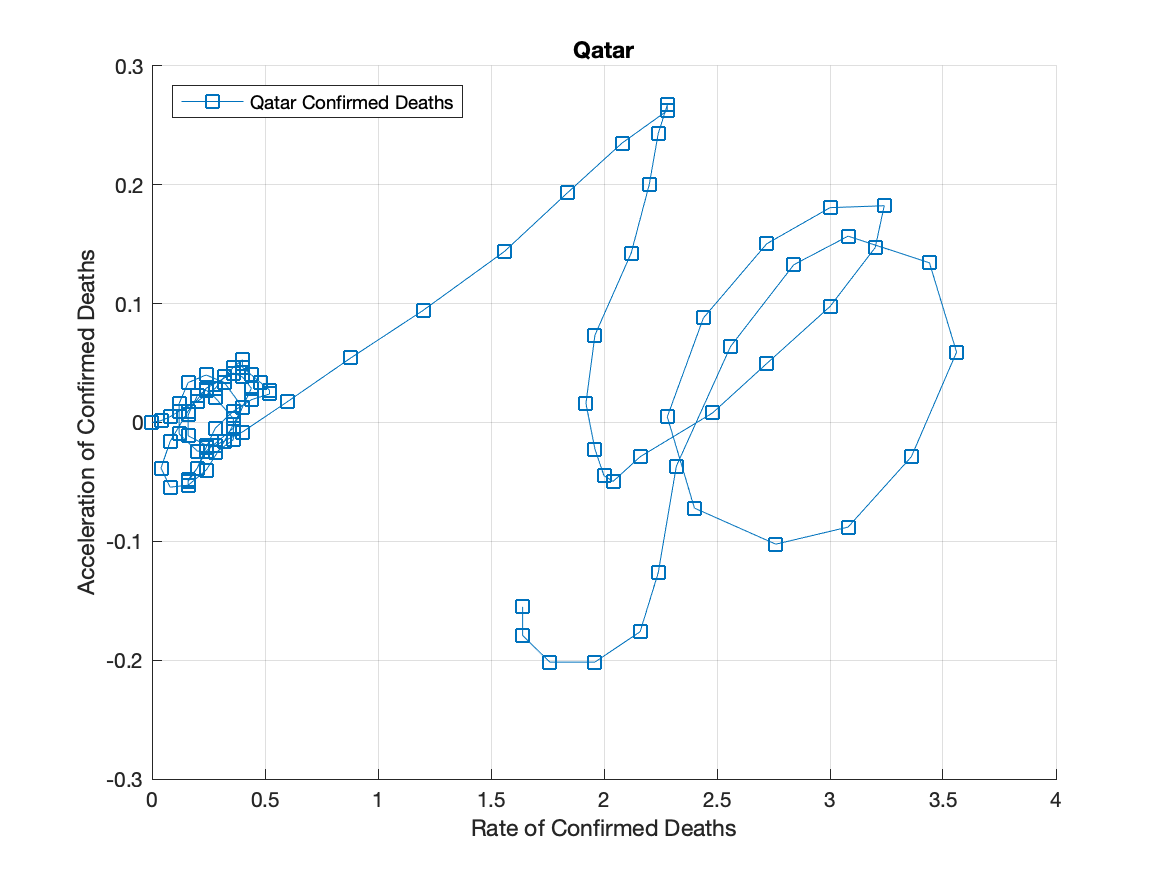 Qatar
0.3
Qatar Confirmed Deaths
0.2
0.1
0
-0.1
-0.2
-0.3
Acceleration of Confirmed Deaths
0 0.5 1 1.5 2 2.5 3 3.5 4
Rate of Confirmed Deaths